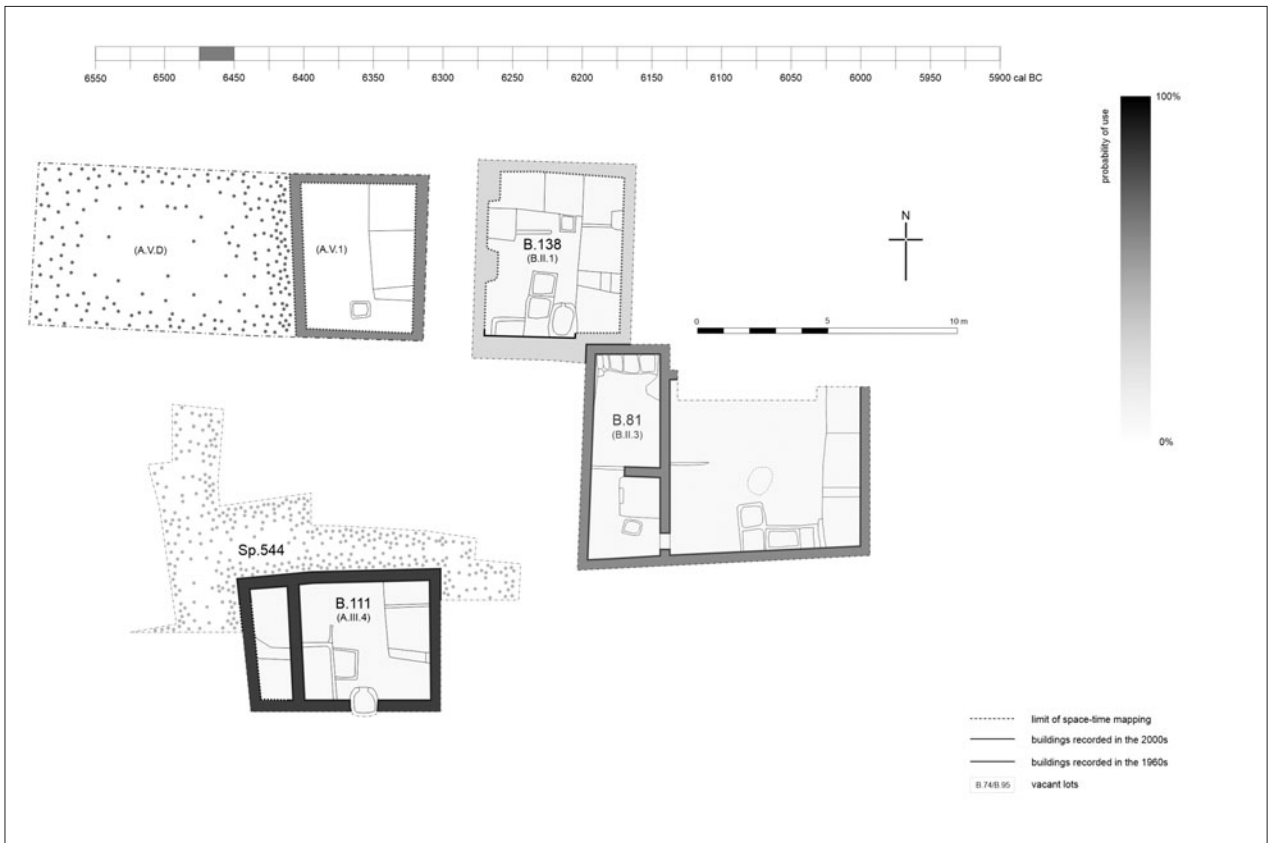 6550 6500 6450 6400 6350 6300 6250 6200 6150 6100 6050 6000 5950 5900 cal BC
100%
probability of use
0%
N
0 5 10 m
(A.V.D)
(A.V.1)
B.138
(B.II.1)
B.81
(B.II.3)
Sp.544
B.111
(A.III.4)
limit of space-time mapping
buildings recorded in the 2000s
buildings recorded in the 1960s
B.74/B.95 vacant lots